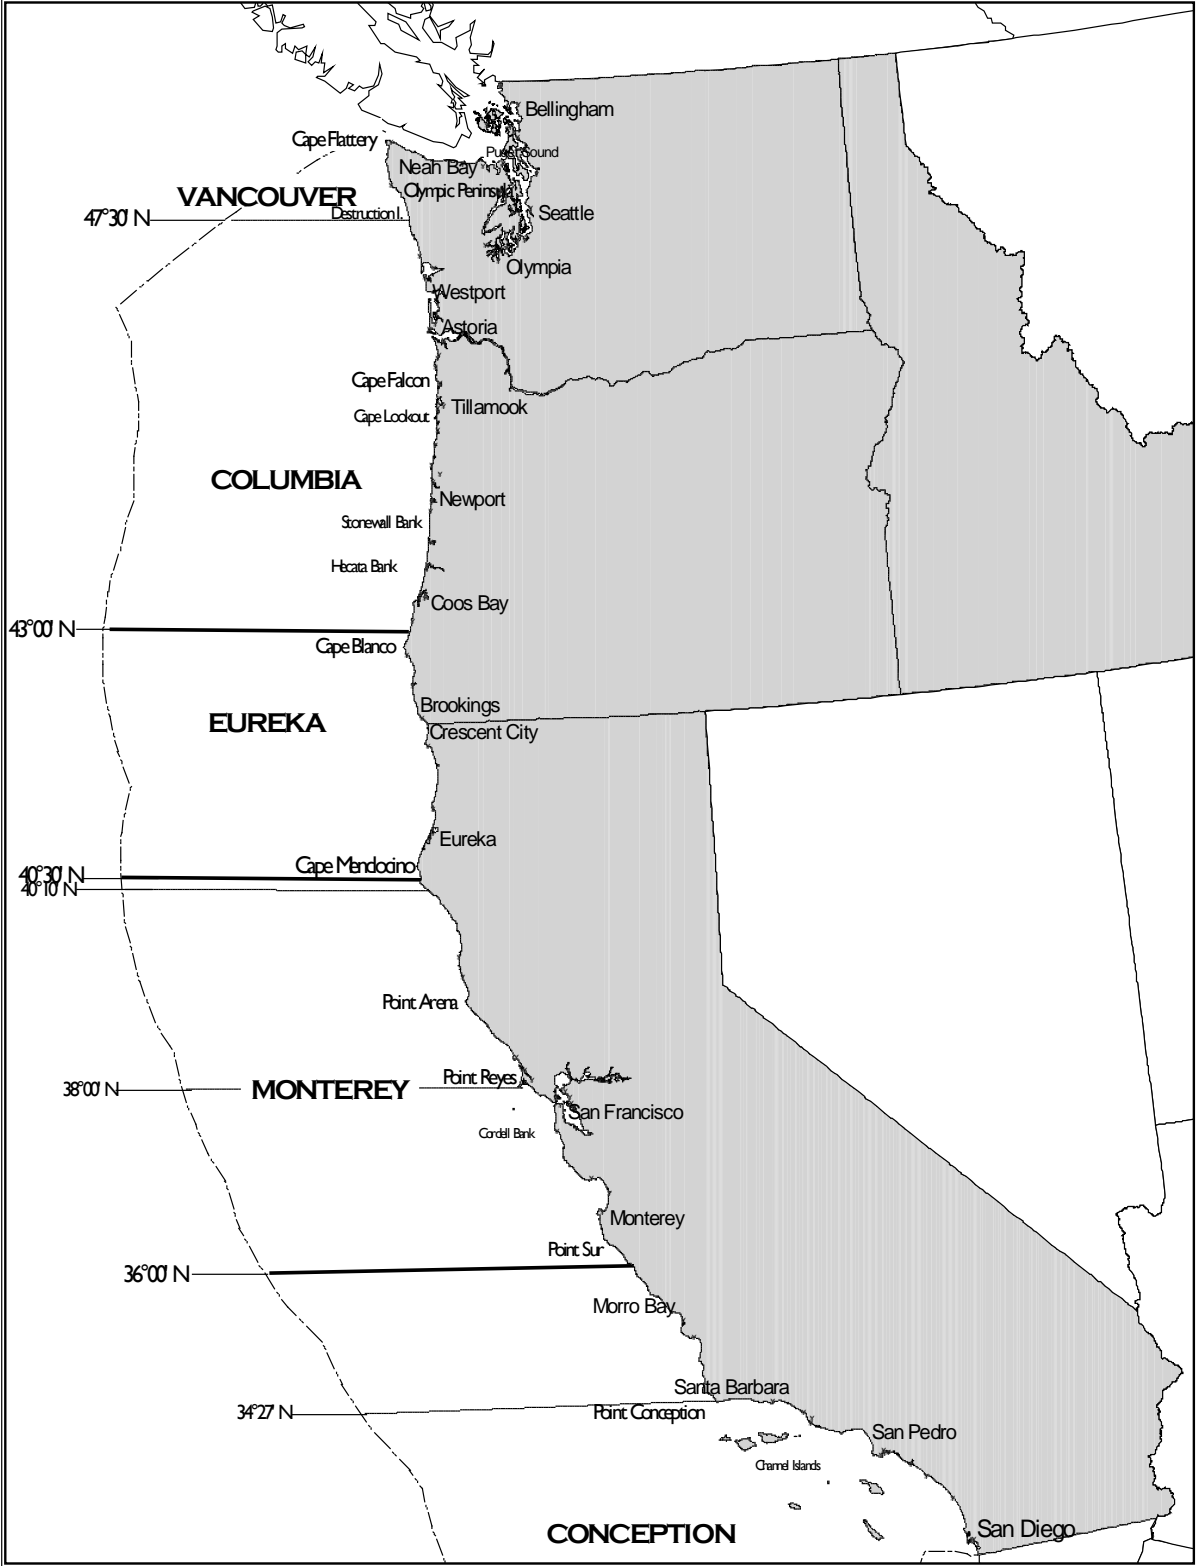 Bellingham
Cape Flattery
Puget Sound
Neah Bay
VANCOUVER
Olympic Peninsula
47°30' N
Destruction I.
Seattle
Olympia
Westport
Astoria
Cape Falcon
Cape Lookout
Tillamook
COLUMBIA
Newport
Stonewall Bank
Hecata Bank
Coos Bay
43°00' N
Cape Blanco
Brookings
EUREKA
Crescent City
Eureka
Cape Mendocino
40°30' N
40°10' N
Point Arena
Point Reyes
38°00' N
MONTEREY
San Francisco
Cordell Bank
Monterey
Point Sur
36°00' N
Morro Bay
Santa Barbara
34°27' N
Point Conception
San Pedro
Channel Islands
San Diego
CONCEPTION